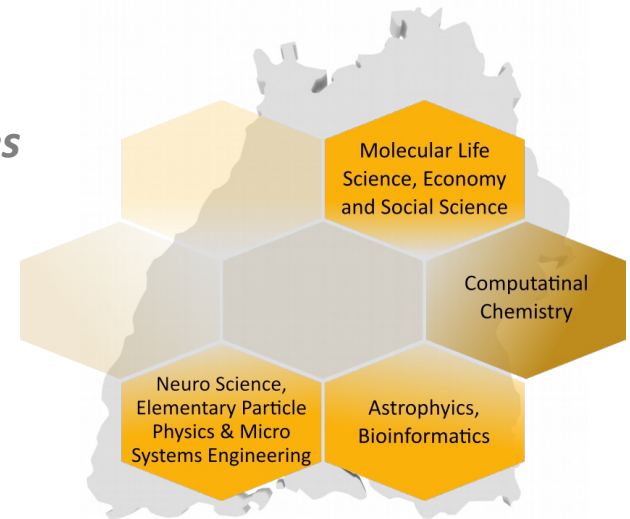 es
Molecular Life
Science, Economy
and Social Science
Computatinal
Chemistry
Neuro Science,
Elementary Particle
Physics & Micro
Systems Engineering
Astrophyics,
Bioinformatics